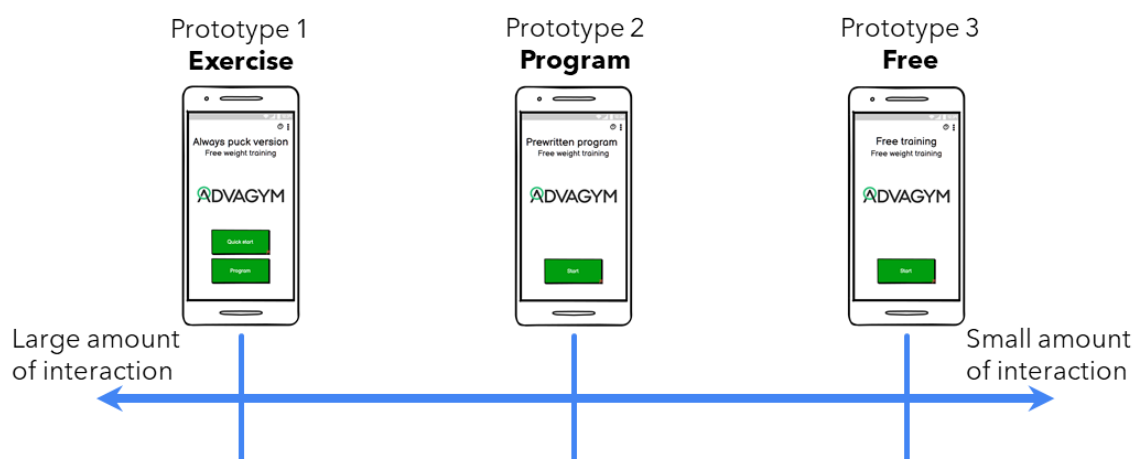 Prototype 1
Exercise
Prototype 2
Program
Prototype 3
Free
Always puck version
Free weight training
ADVAGYM
Quick start
Program
Prewritten program
Free weight training
ADVAGYM
Start
Free training
Free weight training
ADVAGYM
Start
Large amount
of interaction
Small amount
of interaction